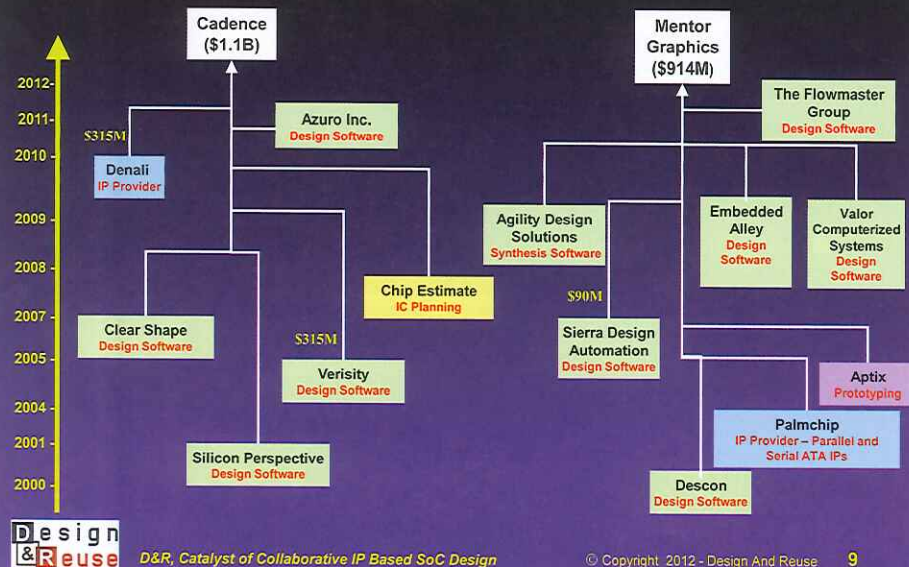 Cadence
($1.1B)
Mentor
Graphics
($914M)
2012-
2011-
2010-
2009-
2008-
2007-
2005-
2004-
2001-
2000-
$315M
Denali
IP Provider
Azuro Inc.
Design Software
Clear Shape
Design Software
Chip Estimate
IC Planning
$315M
Verisity
Design Software
Silicon Perspective
Design Software
The Flowmaster
Group
Design Software
Agility Design
Solutions
Synthesis Software
Embedded
Alley
Design
Software
Valor
Computerized
Systems
Design
Software
$90M
Sierra Design
Automation
Design Software
Aptix
Prototyping
Palmchip
IP Provider – Parallel and
Serial ATA IPs
Descon
Design Software
Design
&Reuse
D&R, Catalyst of Collaborative IP Based SoC Design
© Copyright 2012 - Design And Reuse
9